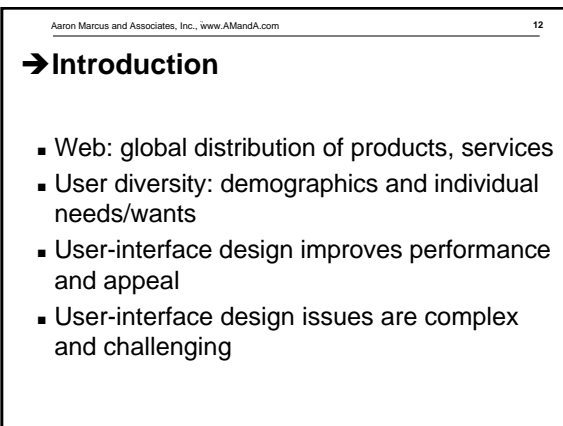 Aaron Marcus and Associates, Inc., www.AMandA.com 12
➔Introduction
▪ Web: global distribution of products, services
▪ User diversity: demographics and individual
needs/wants
▪ User-interface design improves performance
and appeal
▪ User-interface design issues are complex
and challenging